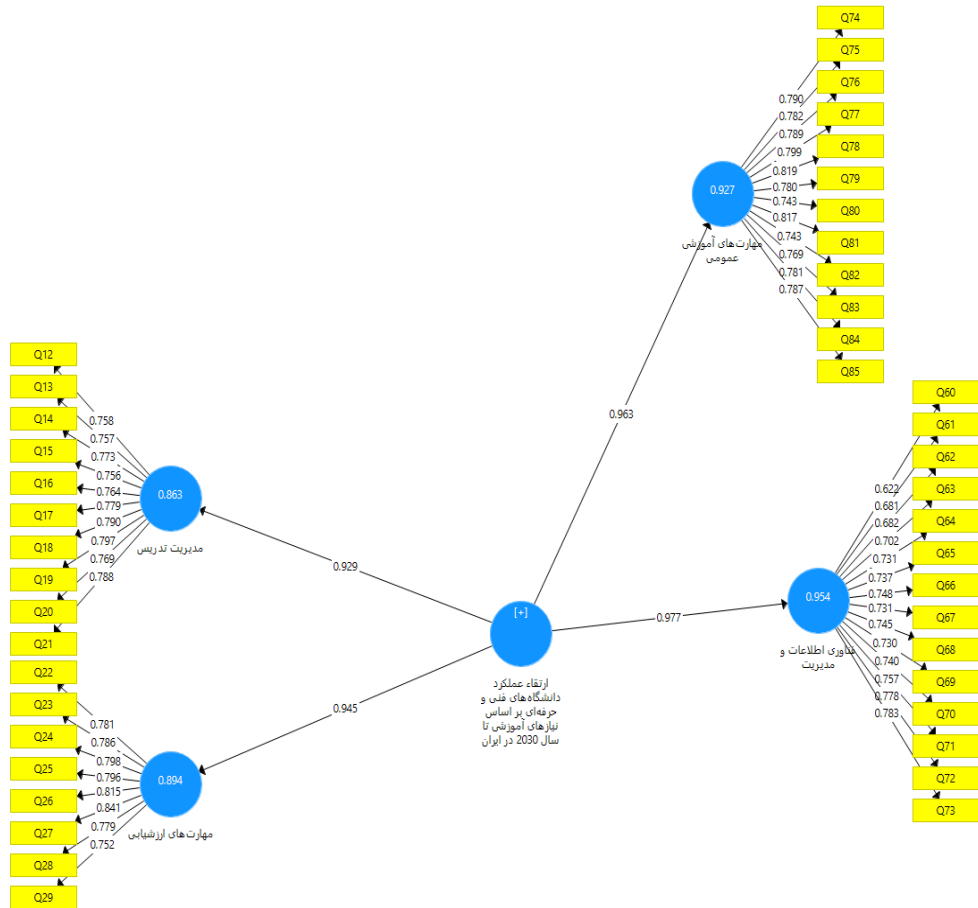 Q74
Q75
Q76
Q77
Q78
Q79
Q80
Q81
Q82
Q83
Q84
Q85
0.790
0.782
0.789
0.799
0.819
0.780
0.743
0.817
0.743
0.769
0.781
0.787
0.927
مهارت‌های آموزشی
عمومی
0.963
Q12
Q13
Q14
Q15
Q16
Q17
Q18
Q19
Q20
Q21
0.758
0.757
0.773
0.756
0.764
0.779
0.790
0.797
0.769
0.788
0.863
مدیریت تدریس
0.929
Q60
Q61
Q62
Q63
Q64
Q65
Q66
Q67
Q68
Q69
Q70
Q71
Q72
Q73
0.622
0.681
0.682
0.702
0.731
0.737
0.748
0.731
0.745
0.730
0.740
0.757
0.778
0.783
0.954
فناوری اطلاعات و
مدیریت
0.977
[+]
ارتقاء عملکرد
دانشگاه‌های فنی و
حرفه‌ای بر اساس
نیازهای آموزشی تا
سال 2030 در ایران
0.945
Q22
Q23
Q24
Q25
Q26
Q27
Q28
Q29
0.781
0.786
0.798
0.796
0.815
0.841
0.779
0.752
0.894
مهارت‌های ارزشیابی